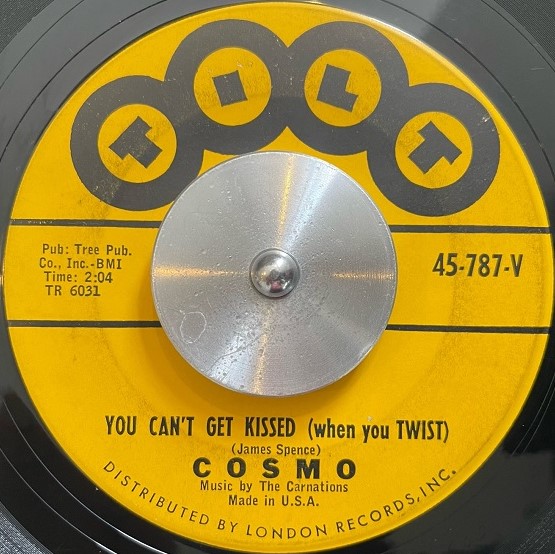 TILT
Pub: Tree Pub.
Co., Inc.-BMI
Time: 2:04
TR 6031
45-787-V
YOU CAN'T GET KISSED (when you TWIST)
(James Spence)
COSMO
Music by The Carnations
Made in U.S.A.
DISTRIBUTED BY LONDON RECORDS, INC.